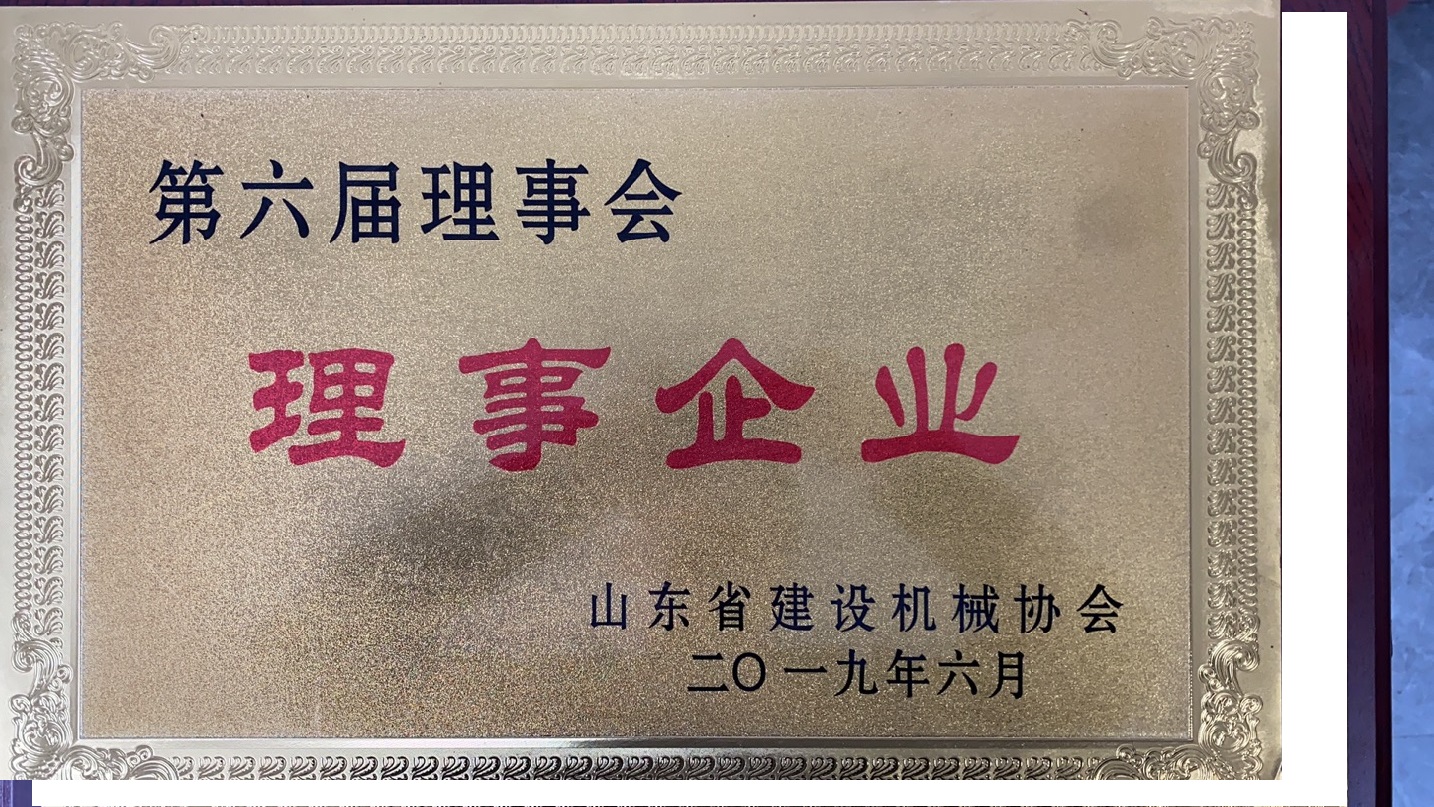 第六届理事会
理事企业
山东省建设机械协会
二〇一九年六月